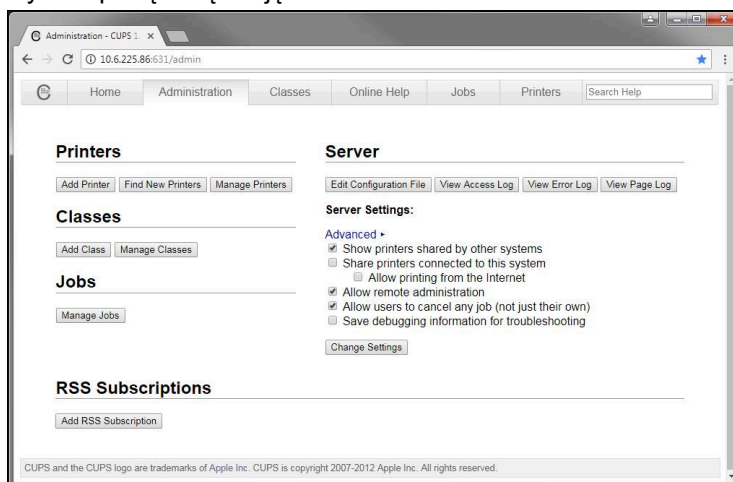 Administration - CUPS 1
10.6.225.86:631/admin
Home Administration Classes Online Help Jobs Printers Search Help
Printers
Add Printer Find New Printers Manage Printers
Classes
Add Class Manage Classes
Jobs
Manage Jobs
Server
Edit Configuration File View Access Log View Error Log View Page Log
Server Settings:
Advanced
Show printers shared by other systems
Share printers connected to this system
Allow printing from the Internet
Allow remote administration
Allow users to cancel any job (not just their own)
Save debugging information for troubleshooting
Change Settings
RSS Subscriptions
Add RSS Subscription
CUPS and the CUPS logo are trademarks of Apple Inc. CUPS is copyright 2007-2012 Apple Inc. All rights reserved.